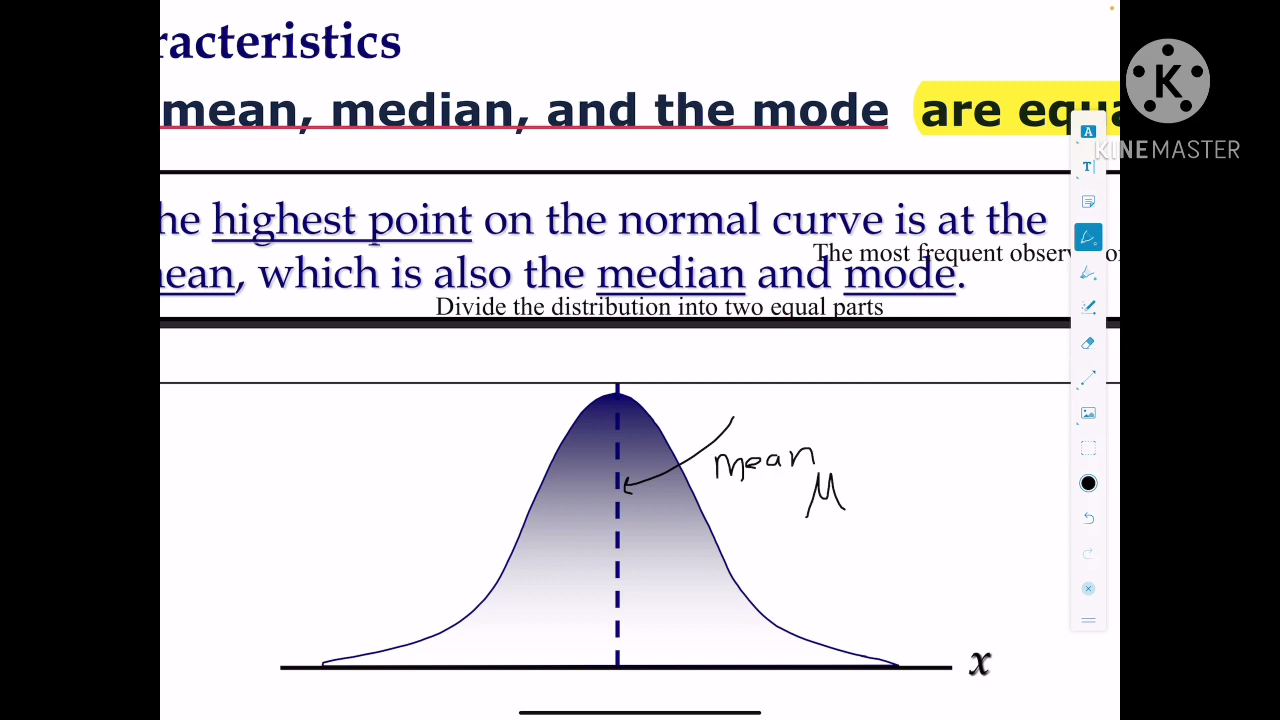 racteristics
mean, median, and the mode are equa
KINEMASTER
K
A
T
he highest point on the normal curve is at the
The most frequent observ on
ean, which is also the median and mode.
Divide the distribution into two equal parts
mean
μ
x